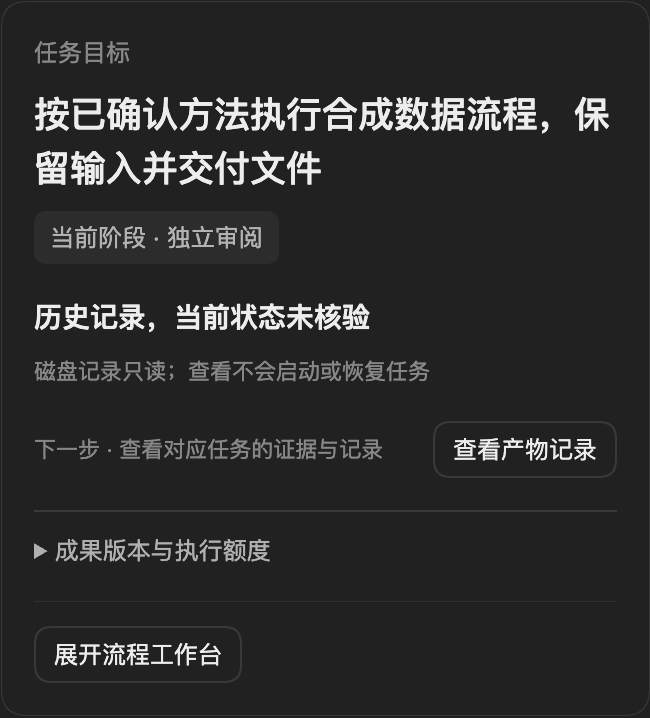 任务目标
按已确认方法执行合成数据流程，保
留输入并交付文件
当前阶段 · 独立审阅
历史记录，当前状态未核验
磁盘记录只读；查看不会启动或恢复任务
下一步 · 查看对应任务的证据与记录
查看产物记录
成果版本与执行额度
展开流程工作台